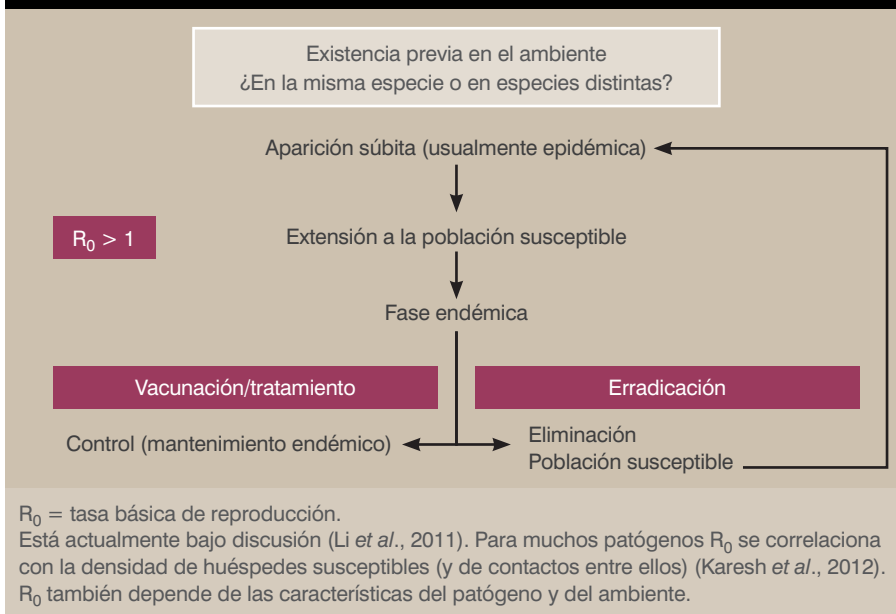 Existencia previa en el ambiente
¿En la misma especie o en especies distintas?
Aparición súbita (usualmente epidémica)
R₀ > 1
Extensión a la población susceptible
Fase endémica
Vacunación/tratamiento
Erradicación
Control (mantenimiento endémico)
Eliminación
Población susceptible
R₀ = tasa básica de reproducción.
Está actualmente bajo discusión (Li et al., 2011). Para muchos patógenos R₀ se correlaciona
con la densidad de huéspedes susceptibles (y de contactos entre ellos) (Karesh et al., 2012).
R₀ también depende de las características del patógeno y del ambiente.